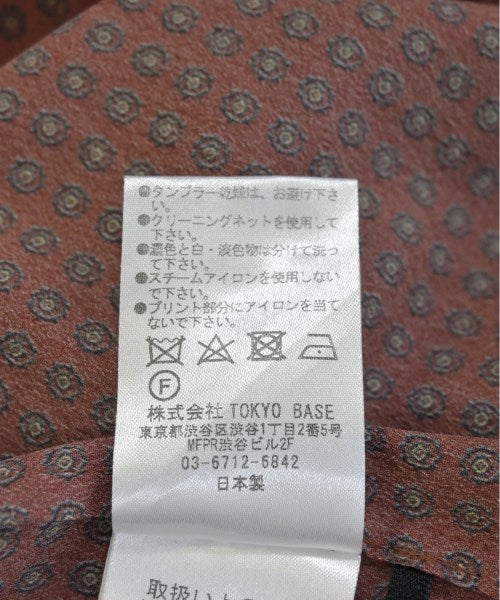 ●タンブラー乾燥は、お避け下さ
い。
●クリーニングネットを使用して
下さい。
●濃色と白・淡色物は分けて洗っ
て下さい。
●スチームアイロンを使用しない
で下さい。
●プリント部分にアイロンを当て
ないで下さい。
F
株式会社 TOKYO BASE
東京都渋谷区渋谷1丁目2番5号
MFPR渋谷ビル2F
03-6712-6842
日本製
取扱い上の